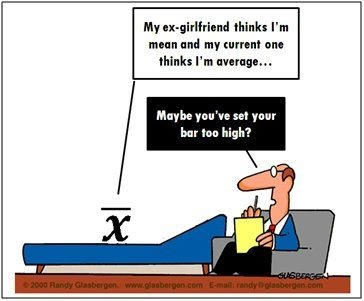 My ex-girlfriend thinks I'm
mean and my current one
thinks I'm average...
Maybe you've set your
bar too high?
x̅
GLASBERGEN
© 2000 Randy Glasbergen. www.glasbergen.com E-mail: randy@glasbergen.com